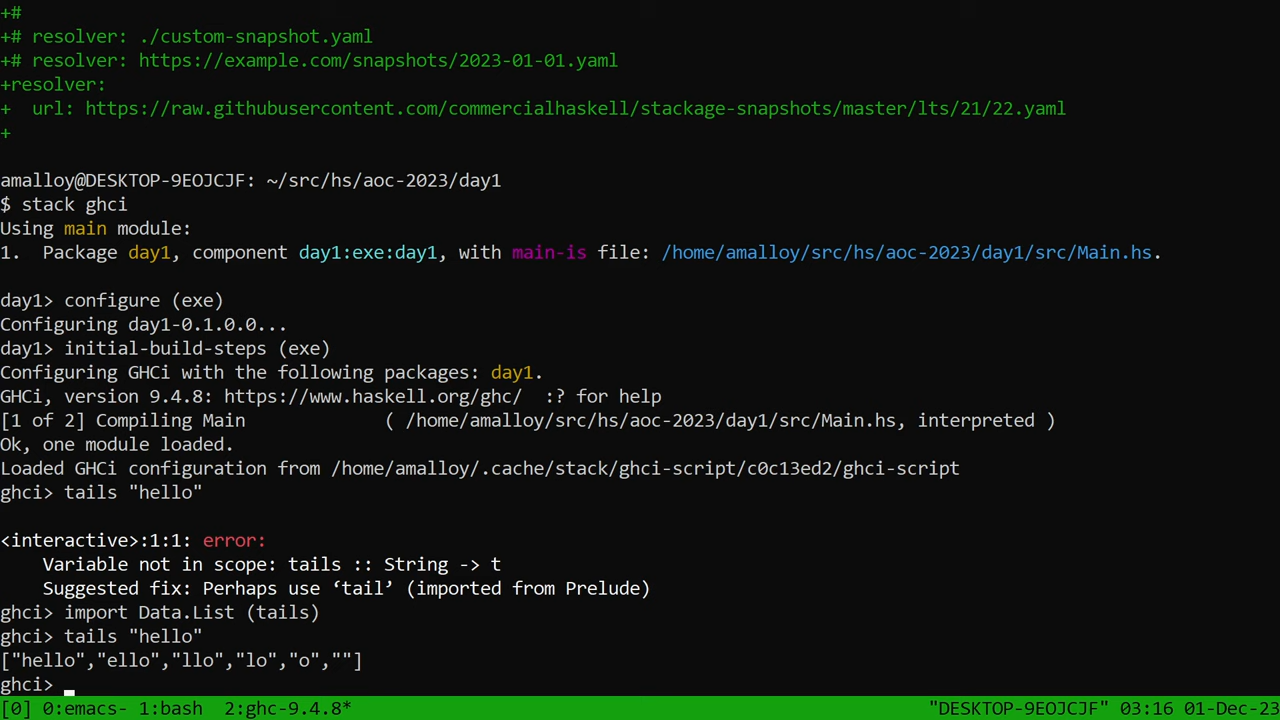 +#
+# resolver: ./custom-snapshot.yaml
+# resolver: https://example.com/snapshots/2023-01-01.yaml
+resolver:
+  url: https://raw.githubusercontent.com/commercialhaskell/stackage-snapshots/master/lts/21/22.yaml
+
amalloy@DESKTOP-9EOJCJF: ~/src/hs/aoc-2023/day1
$ stack ghci
Using main module:
1.  Package day1, component day1:exe:day1, with main-is file: /home/amalloy/src/hs/aoc-2023/day1/src/Main.hs.
day1> configure (exe)
Configuring day1-0.1.0.0...
day1> initial-build-steps (exe)
Configuring GHCi with the following packages: day1.
GHCi, version 9.4.8: https://www.haskell.org/ghc/  :? for help
[1 of 2] Compiling Main             ( /home/amalloy/src/hs/aoc-2023/day1/src/Main.hs, interpreted )
Ok, one module loaded.
Loaded GHCi configuration from /home/amalloy/.cache/stack/ghci-script/c0c13ed2/ghci-script
ghci> tails "hello"
<interactive>:1:1: error:
    Variable not in scope: tails :: String -> t
    Suggested fix: Perhaps use ‘tail’ (imported from Prelude)
ghci> import Data.List (tails)
ghci> tails "hello"
["hello","ello","llo","lo","o",""]
ghci>
[0] 0:emacs- 1:bash  2:ghc-9.4.8* "DESKTOP-9EOJCJF" 03:16 01-Dec-23